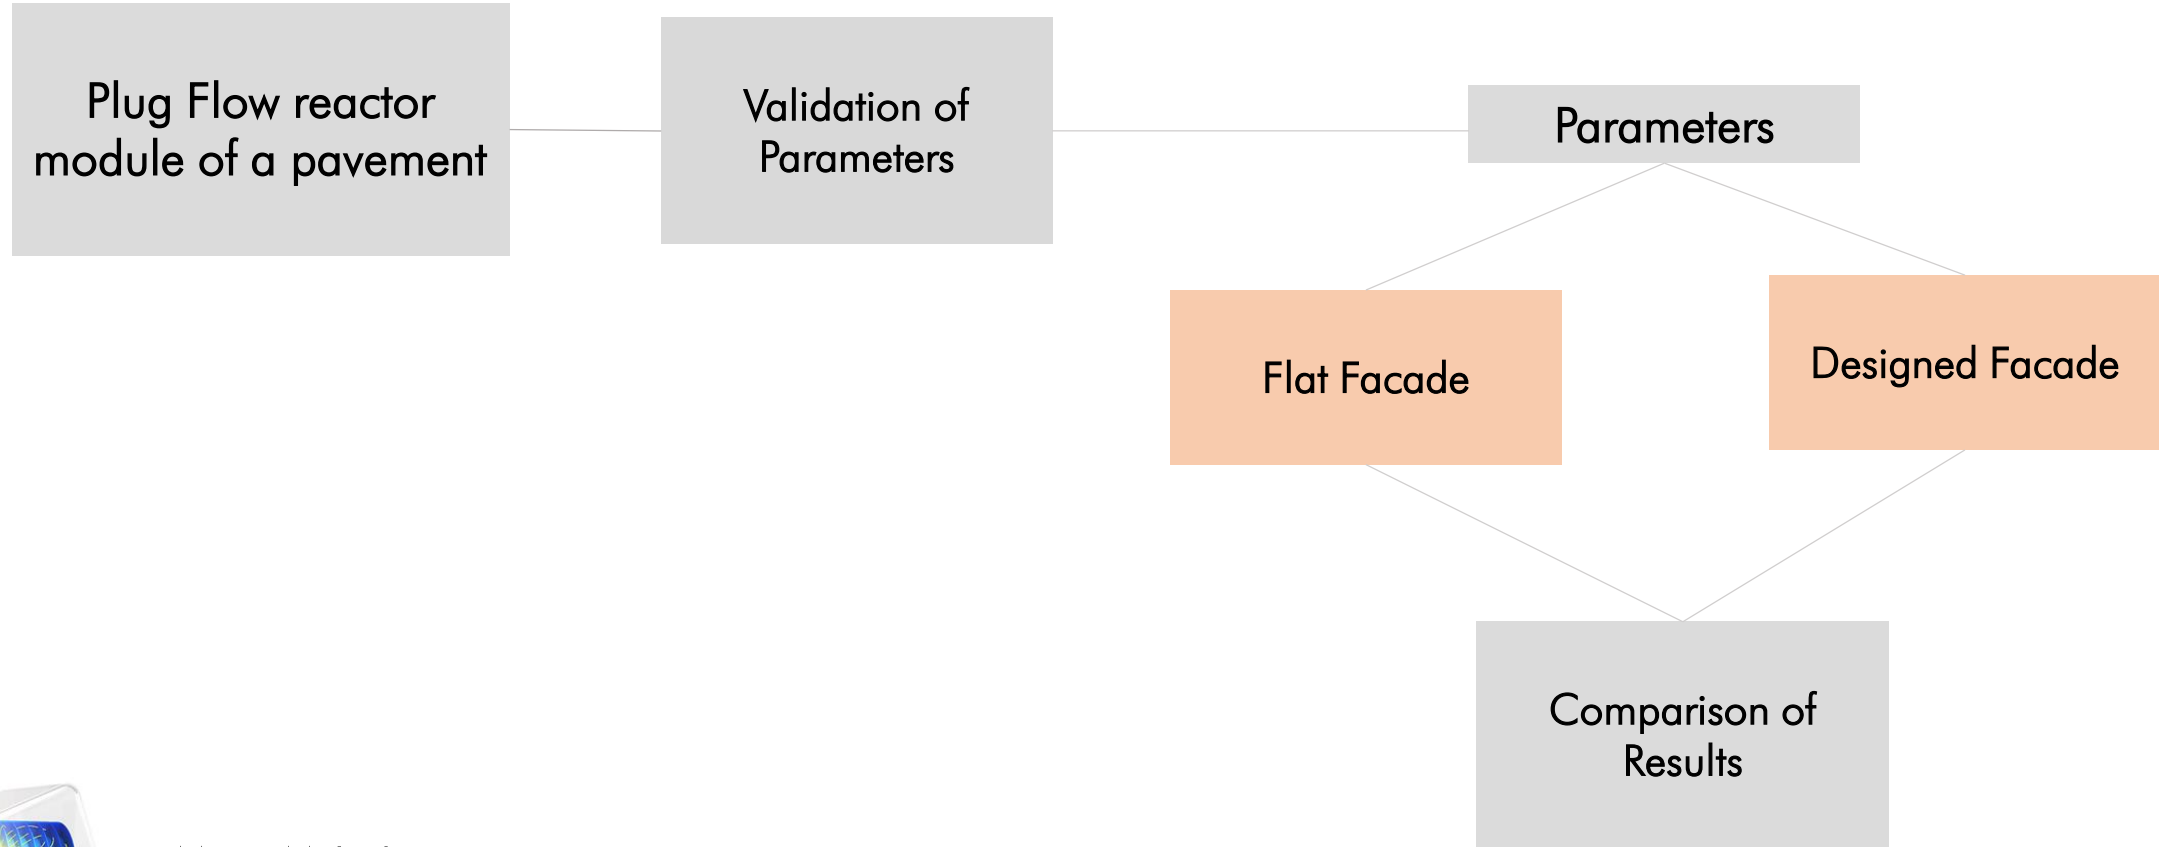 Plug Flow reactor
module of a pavement
Validation of
Parameters
Parameters
Flat Facade
Designed Facade
Comparison of
Results